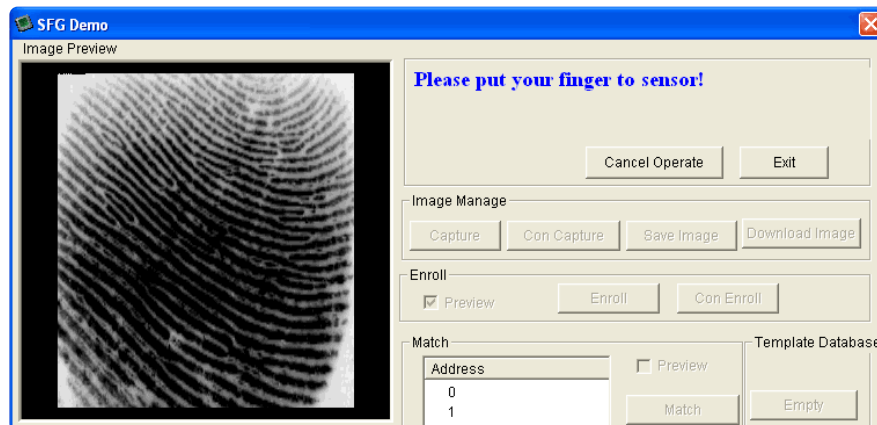 SFG Demo
Image Preview
Please put your finger to sensor!
Cancel Operate Exit
Image Manage
Capture Con Capture Save Image Download Image
Enroll
Preview Enroll Con Enroll
Match Template Database
Address Preview
0
1 Match Empty